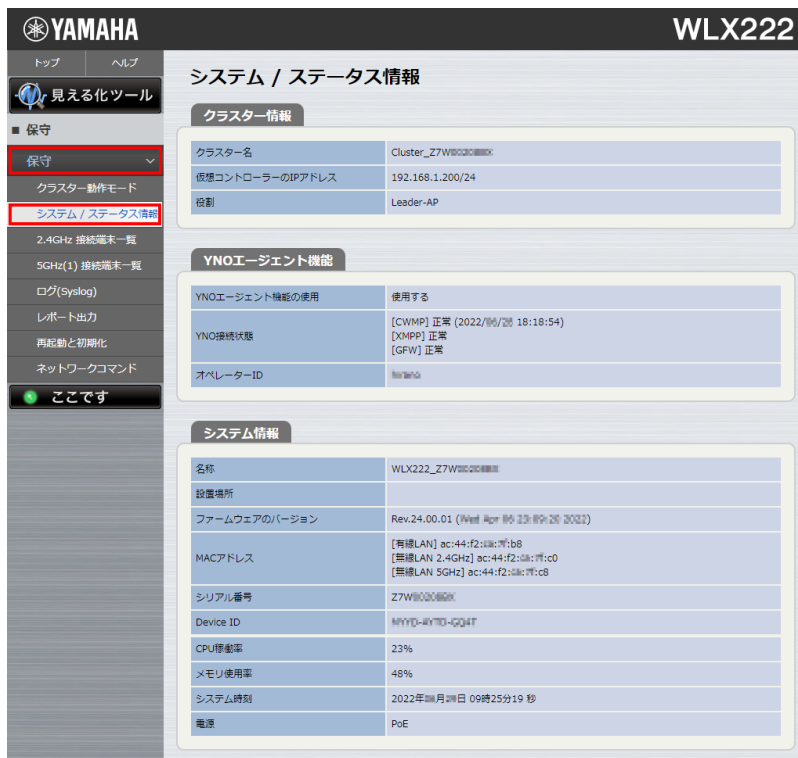 YAMAHA
WLX222
トップ ヘルプ
見える化ツール
■ 保守
保守
クラスター動作モード
システム / ステータス情報
2.4GHz 接続端末一覧
5GHz(1) 接続端末一覧
ログ(Syslog)
レポート出力
再起動と初期化
ネットワークコマンド
ここです
システム / ステータス情報
クラスター情報
クラスター名 Cluster_Z7W
仮想コントローラーのIPアドレス 192.168.1.200/24
役割 Leader-AP
YNOエージェント機能
YNOエージェント機能の使用 使用する
YNO接続状態
[CWMP] 正常 (2022/ / 18:18:54)
[XMPP] 正常
[GFW] 正常
オペレーターID
システム情報
名称 WLX222_Z7W
設置場所
ファームウェアのバージョン Rev.24.00.01 ( )
MACアドレス
[有線LAN] ac:44:f2: : :b8
[無線LAN 2.4GHz] ac:44:f2: : :c0
[無線LAN 5GHz] ac:44:f2: : :c8
シリアル番号 Z7W
Device ID
CPU稼働率 23%
メモリ使用率 48%
システム時刻 2022年 月 日 09時25分19 秒
電源 PoE